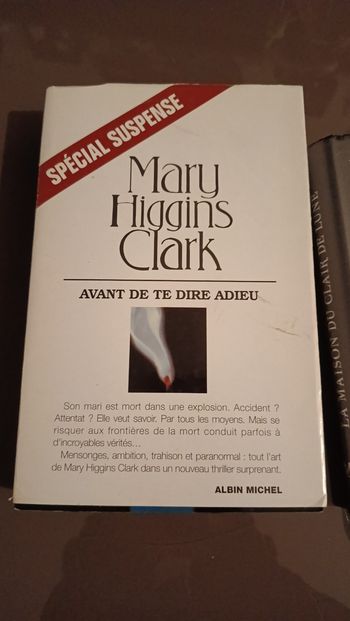 SPÉCIAL SUSPENSE
Mary
Higgins
Clark
AVANT DE TE DIRE ADIEU
Son mari est mort dans une explosion. Accident ?
Attentat ? Elle veut savoir. Par tous les moyens. Mais se
risquer aux frontières de la mort conduit parfois à
d'incroyables vérités...
Mensonges, ambition, trahison et paranormal : tout l'art
de Mary Higgins Clark dans un nouveau thriller surprenant.
ALBIN MICHEL
LA MAISON DU CLAIR DE LUNE